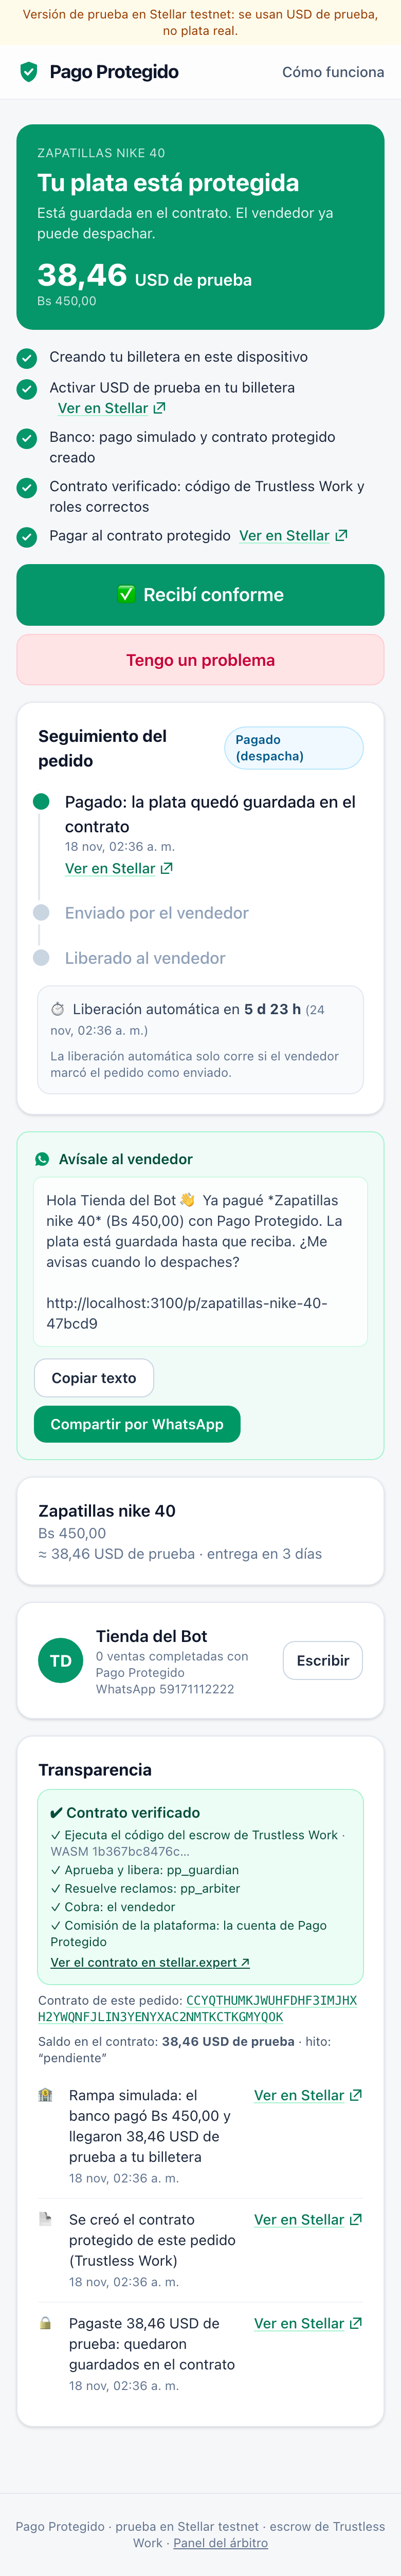 Versión de prueba en Stellar testnet: se usan USD de prueba,
no plata real.
Pago Protegido
Cómo funciona
ZAPATILLAS NIKE 40
Tu plata está protegida
Está guardada en el contrato. El vendedor ya
puede despachar.
38,46 USD de prueba
Bs 450,00
Creando tu billetera en este dispositivo
Activar USD de prueba en tu billetera
Ver en Stellar
Banco: pago simulado y contrato protegido
creado
Contrato verificado: código de Trustless Work y
roles correctos
Pagar al contrato protegido Ver en Stellar
✅ Recibí conforme
Tengo un problema
Seguimiento del
pedido
Pagado
(despacha)
Pagado: la plata quedó guardada en el
contrato
18 nov, 02:36 a. m.
Ver en Stellar
Enviado por el vendedor
Liberado al vendedor
⏱ Liberación automática en 5 d 23 h (24
nov, 02:36 a. m.)
La liberación automática solo corre si el vendedor
marcó el pedido como enviado.
Avísale al vendedor
Hola Tienda del Bot 👋 Ya pagué *Zapatillas
nike 40* (Bs 450,00) con Pago Protegido. La
plata está guardada hasta que reciba. ¿Me
avisas cuando lo despaches?
http://localhost:3100/p/zapatillas-nike-40-
47bcd9
Copiar texto
Compartir por WhatsApp
Zapatillas nike 40
Bs 450,00
≈ 38,46 USD de prueba · entrega en 3 días
TD
Tienda del Bot
0 ventas completadas con
Pago Protegido
WhatsApp 59171112222
Escribir
Transparencia
✔ Contrato verificado
✓ Ejecuta el código del escrow de Trustless Work ·
WASM 1b367bc8476c…
✓ Aprueba y libera: pp_guardian
✓ Resuelve reclamos: pp_arbiter
✓ Cobra: el vendedor
✓ Comisión de la plataforma: la cuenta de Pago
Protegido
Ver el contrato en stellar.expert ↗
Contrato de este pedido: CCYQTHUMKJWUHFDHF3IMJHX
H2YWQNFJLIN3YENYXAC2NMTKCTKGMYQOK
Saldo en el contrato: 38,46 USD de prueba · hito:
"pendiente"
Rampa simulada: el
banco pagó Bs 450,00 y
llegaron 38,46 USD de
prueba a tu billetera
18 nov, 02:36 a. m.
Ver en Stellar
Se creó el contrato
protegido de este pedido
(Trustless Work)
18 nov, 02:36 a. m.
Ver en Stellar
Pagaste 38,46 USD de
prueba: quedaron
guardados en el contrato
18 nov, 02:36 a. m.
Ver en Stellar
Pago Protegido · prueba en Stellar testnet · escrow de Trustless
Work · Panel del árbitro